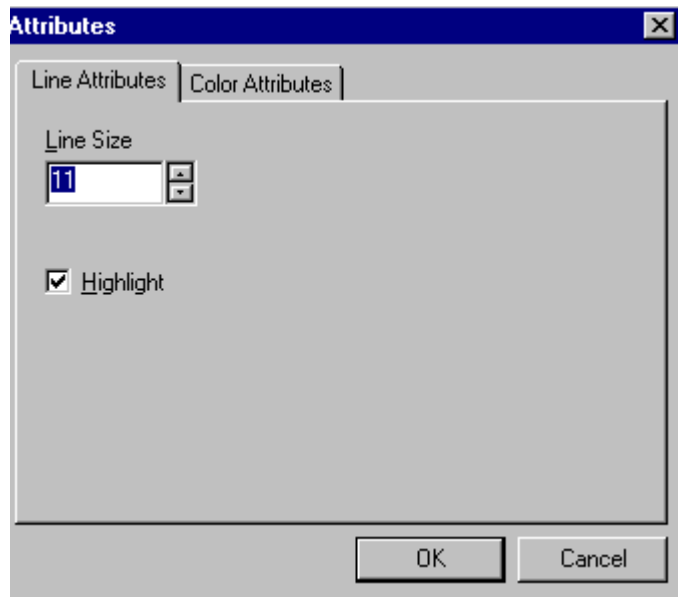 Attributes
Line Attributes Color Attributes
Line Size
11
Highlight
OK Cancel